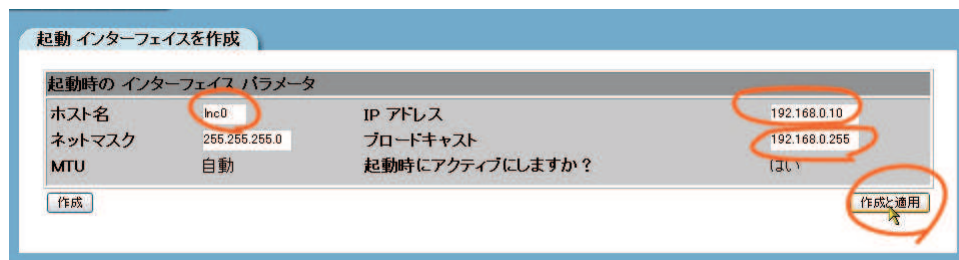 起動 インターフェイスを作成
起動時の インターフェイス パラメータ
ホスト名 lnc0 IP アドレス 192.168.0.10
ネットマスク 255.255.255.0 ブロードキャスト 192.168.0.255
MTU 自動 起動時にアクティブにしますか? はい
作成 作成と適用